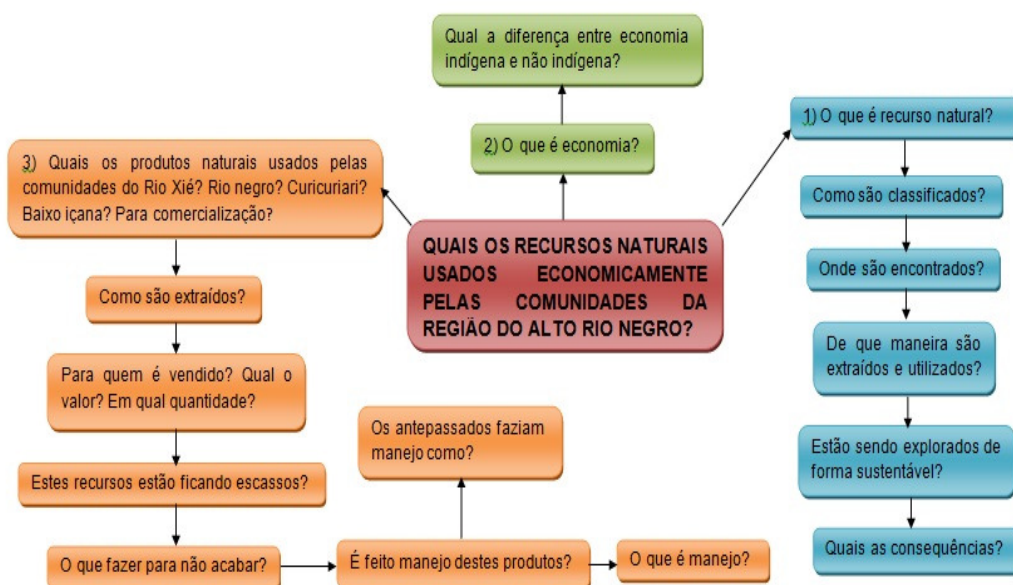 Qual a diferença entre economia
indígena e não indígena?
2) O que é economia?
1) O que é recurso natural?
Como são classificados?
Onde são encontrados?
De que maneira são
extraídos e utilizados?
Estão sendo explorados de
forma sustentável?
Quais as consequências?
3) Quais os produtos naturais usados pelas
comunidades do Rio Xié? Rio negro? Curicuriari?
Baixo içana? Para comercialização?
QUAIS OS RECURSOS NATURAIS
USADOS ECONOMICAMENTE
PELAS COMUNIDADES DA
REGIÃO DO ALTO RIO NEGRO?
Como são extraídos?
Para quem é vendido? Qual o
valor? Em qual quantidade?
Estes recursos estão ficando escassos?
O que fazer para não acabar?
É feito manejo destes produtos?
Os antepassados faziam
manejo como?
O que é manejo?